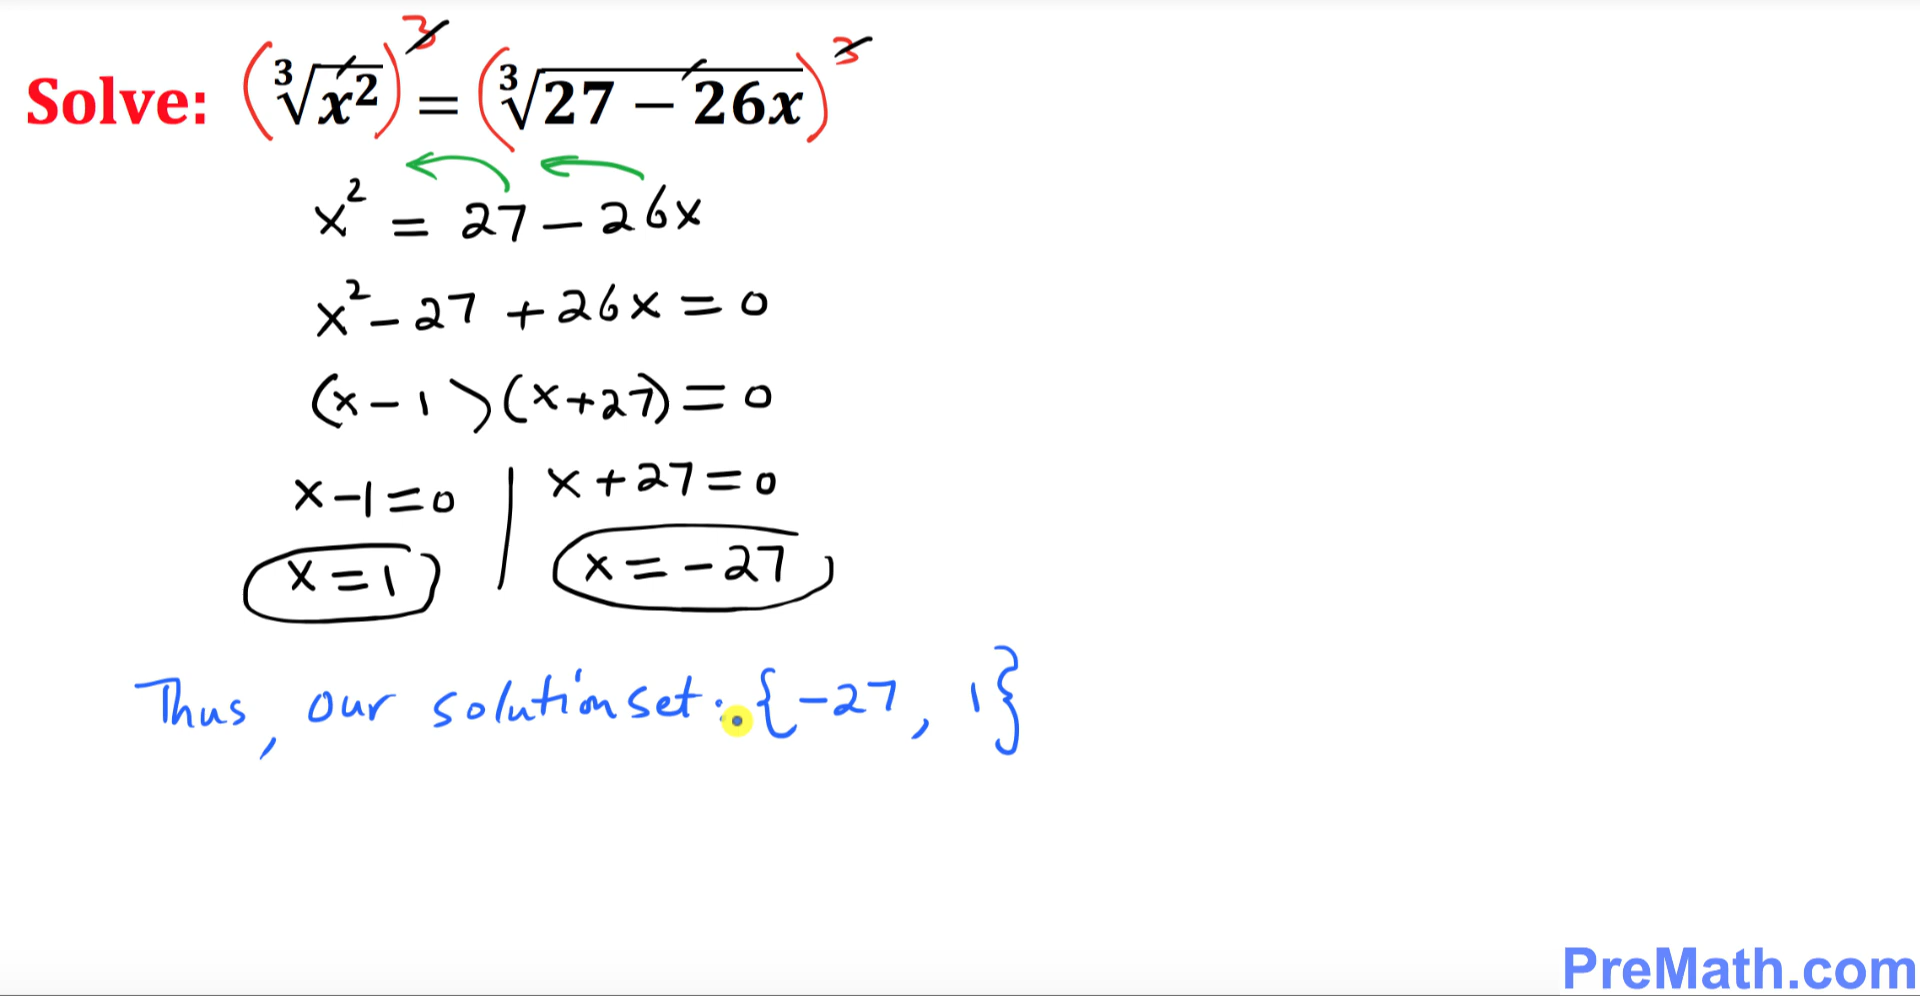 Solve: (∛x²)³ = (∛27 − 26x)³
x² = 27 − 26x
x² − 27 + 26x = 0
(x − 1)(x + 27) = 0
x − 1 = 0 | x + 27 = 0
x = 1 x = −27
Thus, our solution set: {−27, 1}
PreMath.com